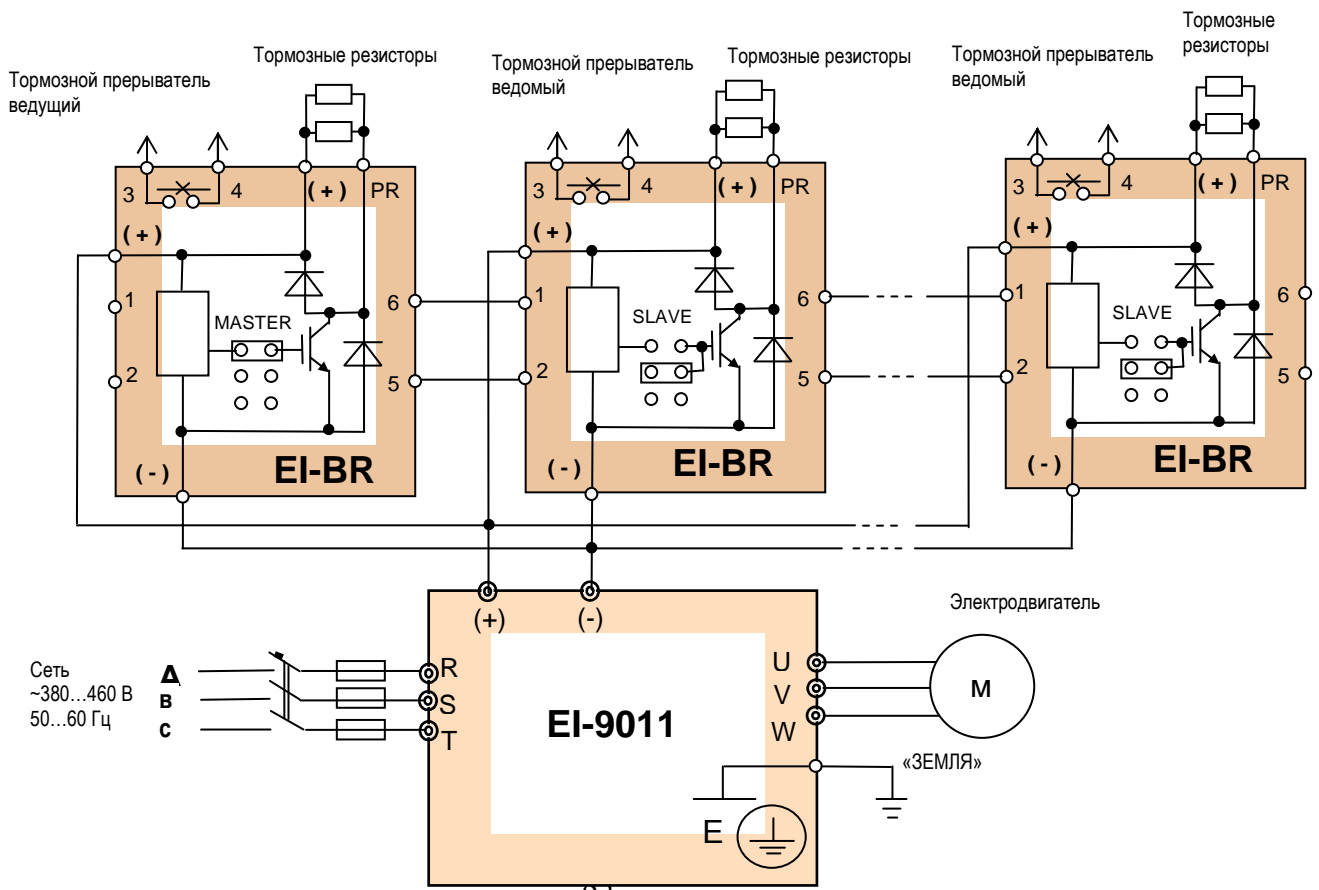 Тормозной прерыватель
ведущий
Тормозные резисторы
Тормозной прерыватель
ведомый
Тормозные резисторы
Тормозной прерыватель
ведомый
Тормозные
резисторы
3
4
(+)
PR
(+)
1
2
MASTER
6
5
(-)
EI-BR
3
4
(+)
PR
(+)
1
2
SLAVE
6
5
(-)
EI-BR
3
4
(+)
PR
(+)
1
2
SLAVE
6
5
(-)
EI-BR
(+)
(-)
Сеть
~380...460 В
50...60 Гц
В
С
R
S
T
EI-9011
U
V
W
E
Электродвигатель
М
«ЗЕМЛЯ»